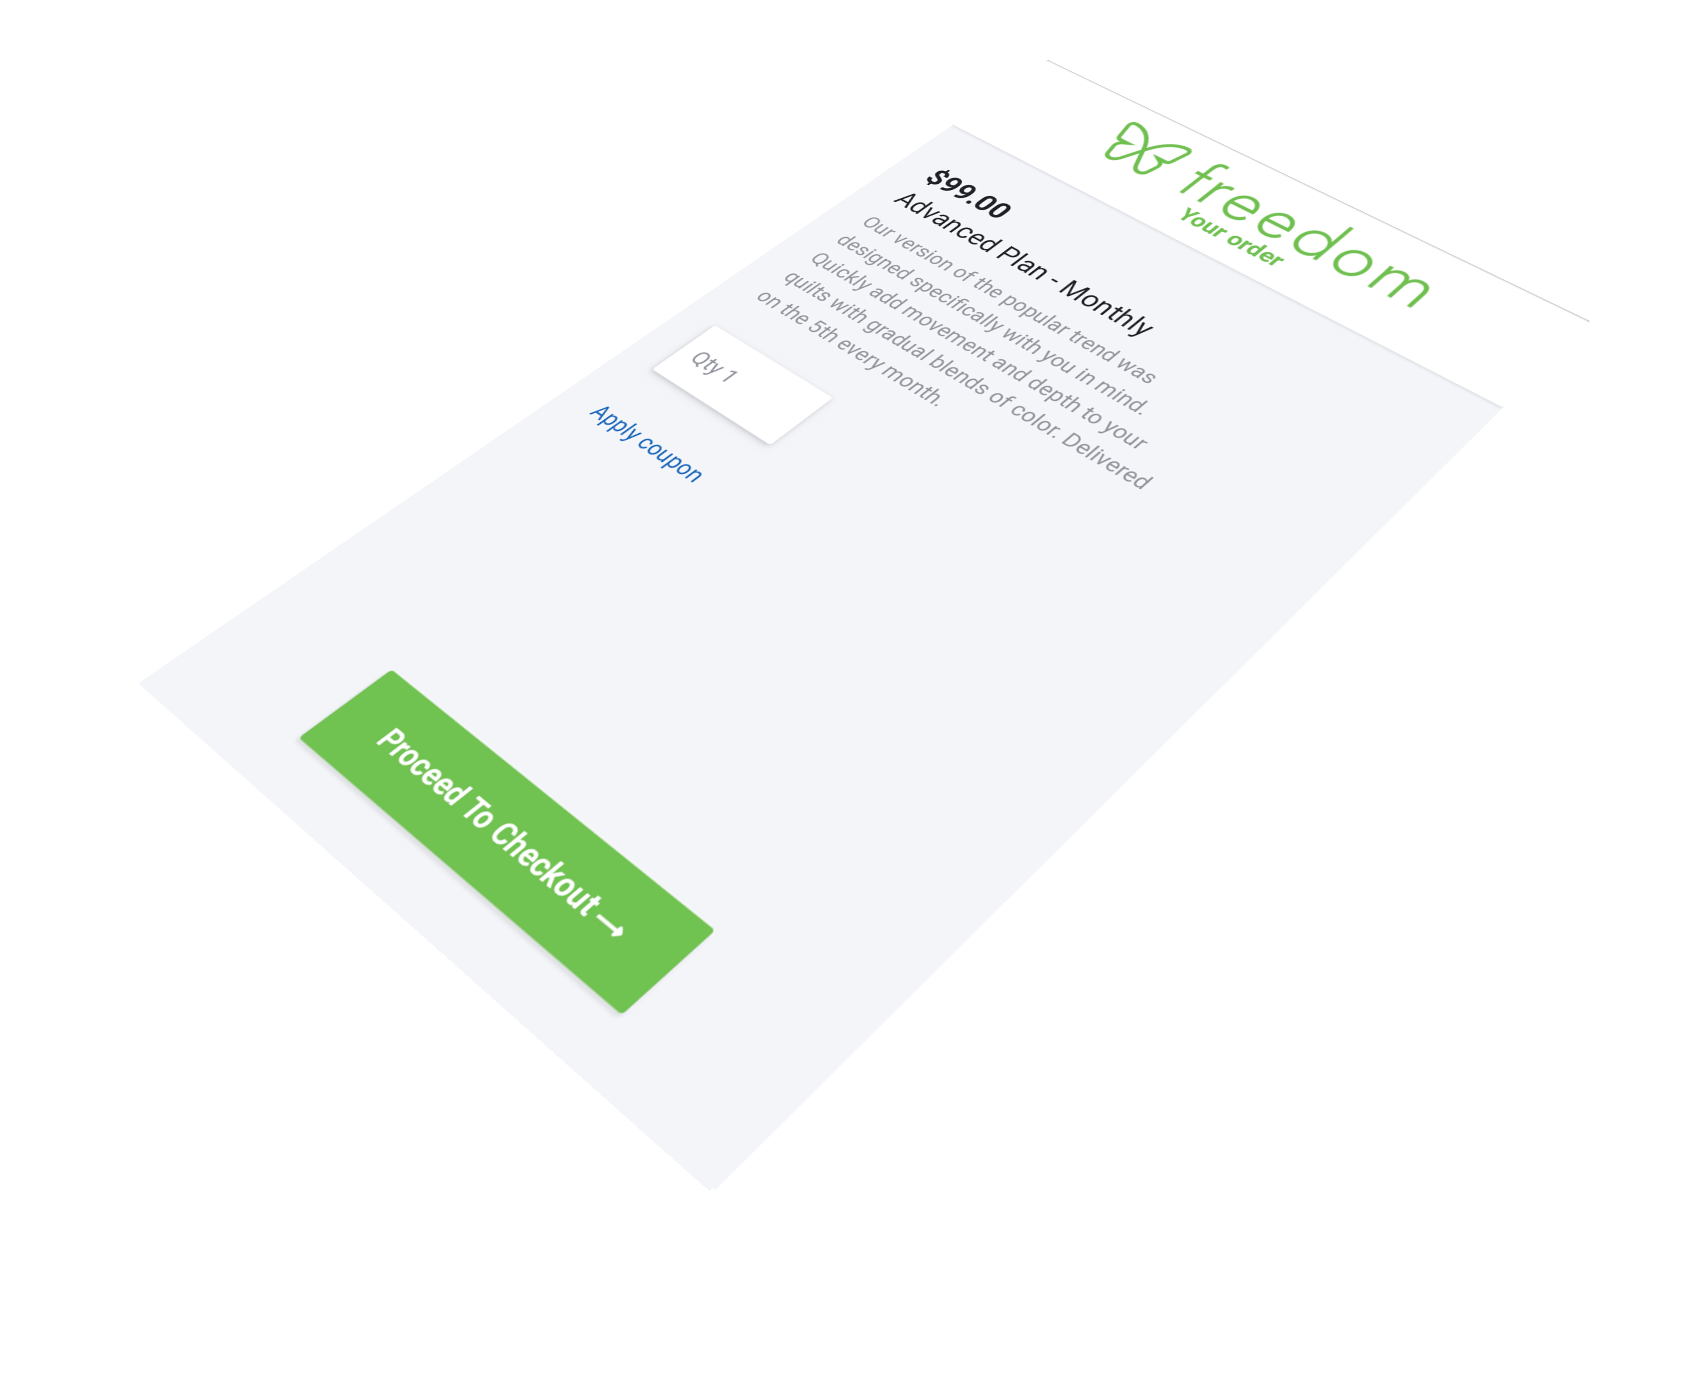 freedom
Your order
$99.00
Advanced Plan - Monthly
Our version of the popular trend was
designed specifically with you in mind.
Quickly add movement and depth to your
quilts with gradual blends of color. Delivered
on the 5th every month.
Qty 1
Apply coupon
Proceed To Checkout →